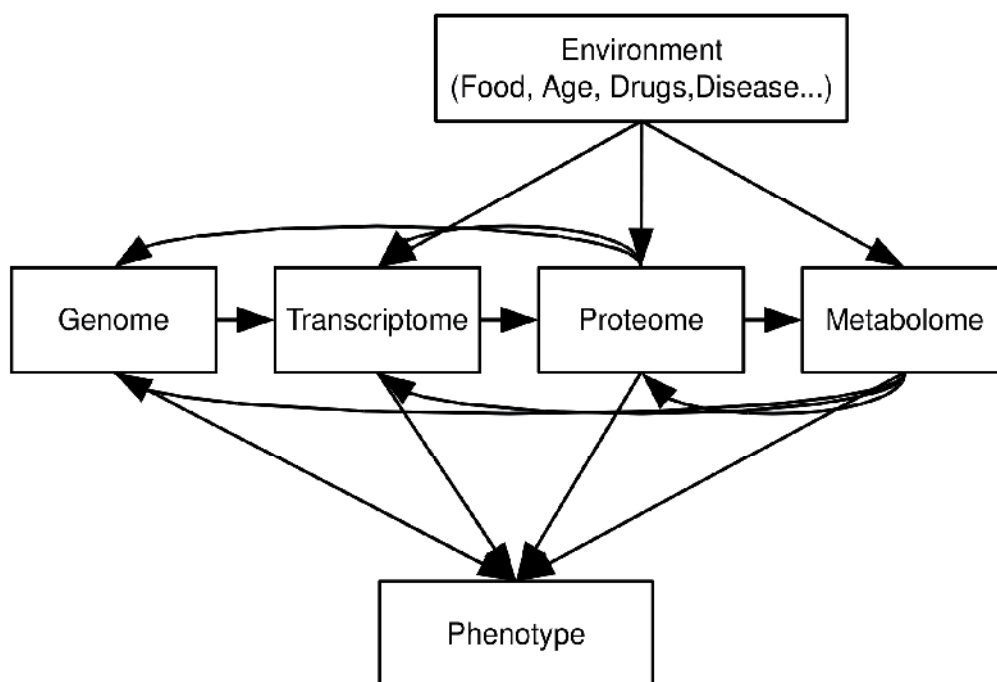 Environment
(Food, Age, Drugs,Disease...)
Genome
Transcriptome
Proteome
Metabolome
Phenotype